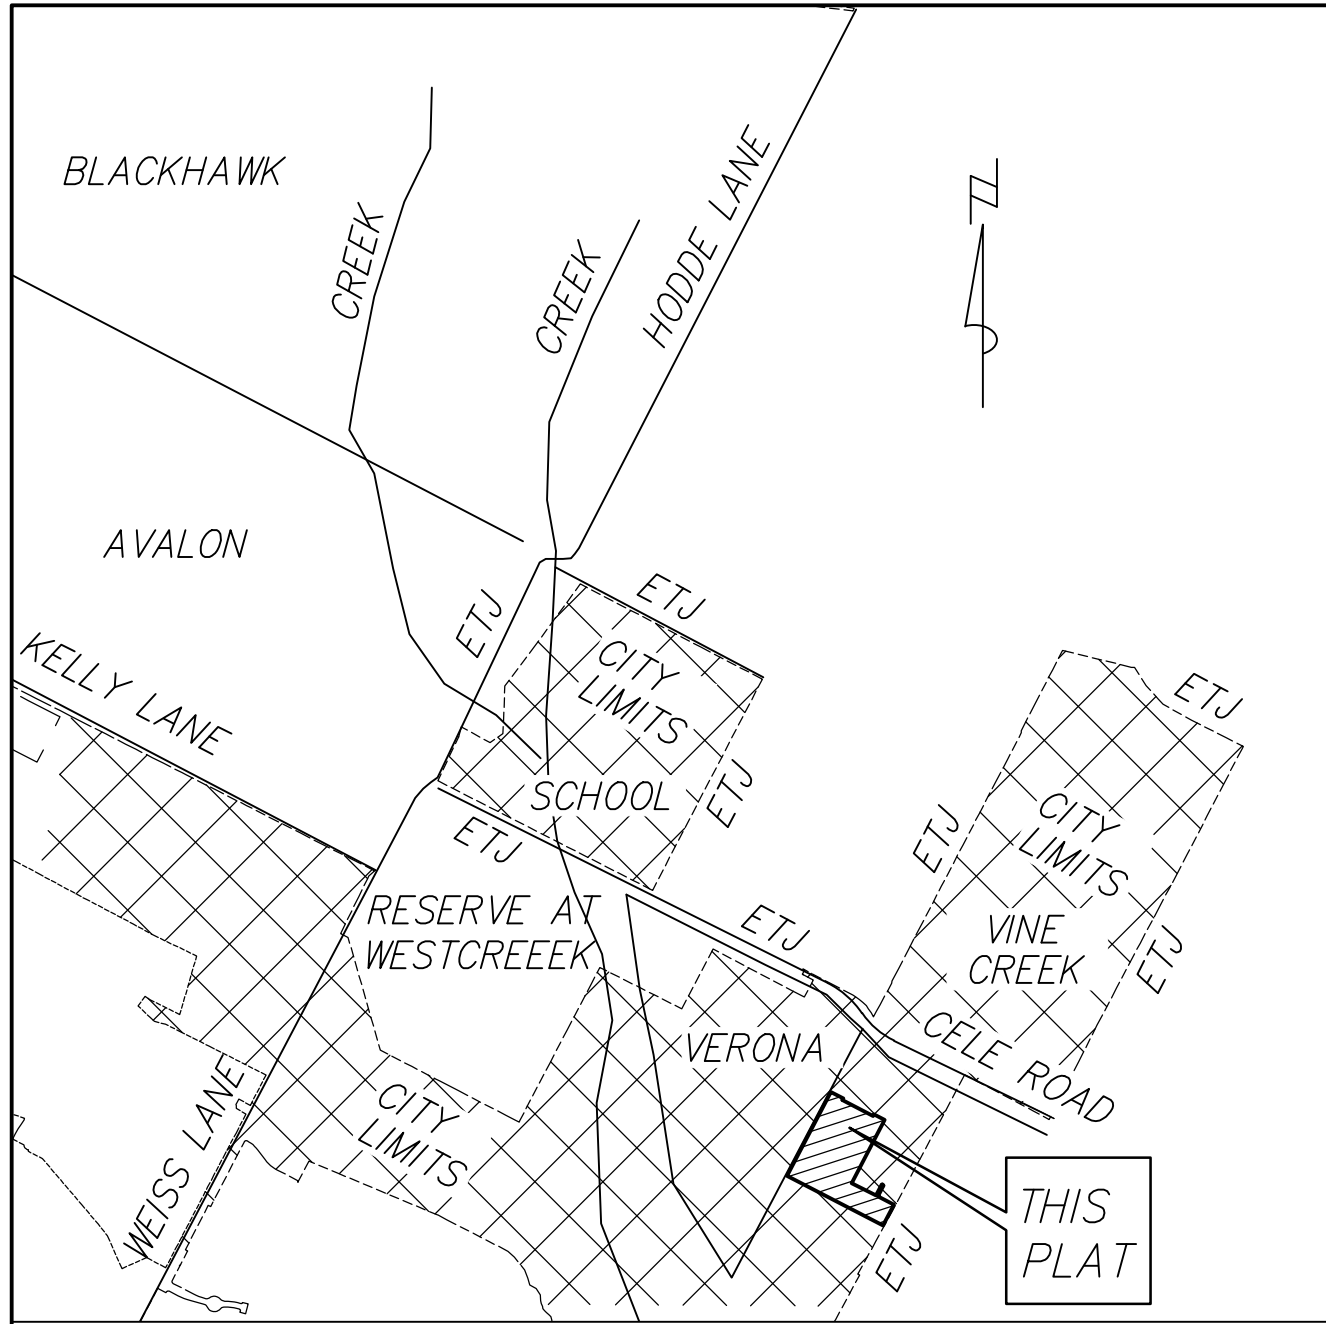 BLACKHAWK
CREEK
CREEK
HODDE LANE
N
AVALON
KELLY LANE
ETJ
ETJ
CITY
LIMITS
SCHOOL
ETJ
ETJ
ETJ
CITY
LIMITS
ETJ
VINE
CREEK
ETJ
RESERVE AT
WESTCREEEK
ETJ
VERONA
CELE ROAD
CITY
LIMITS
WEISS LANE
ETJ
THIS
PLAT